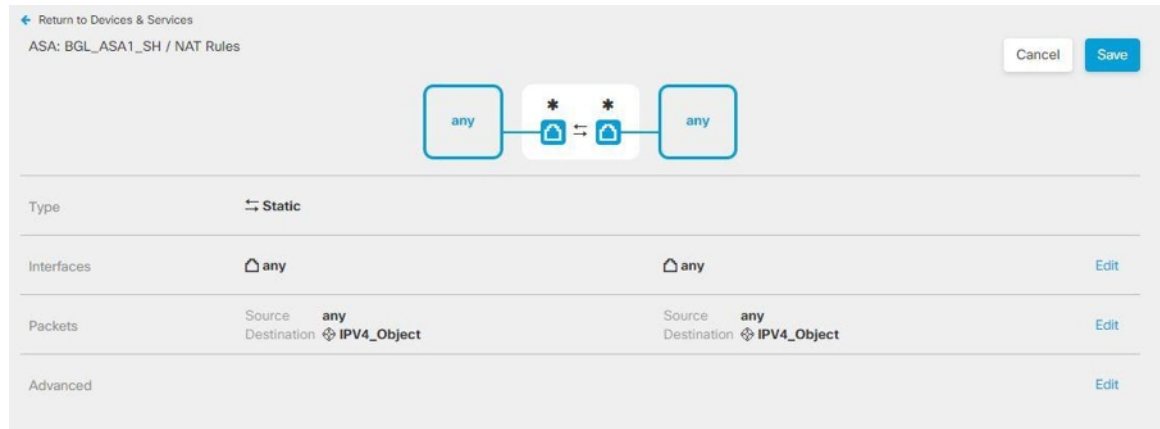 Return to Devices & Services
ASA: BGL_ASA1_SH / NAT Rules
Cancel Save
any * * any
Type Static
Interfaces any any Edit
Packets Source any Source any Edit
Destination IPV4_Object Destination IPV4_Object
Advanced Edit